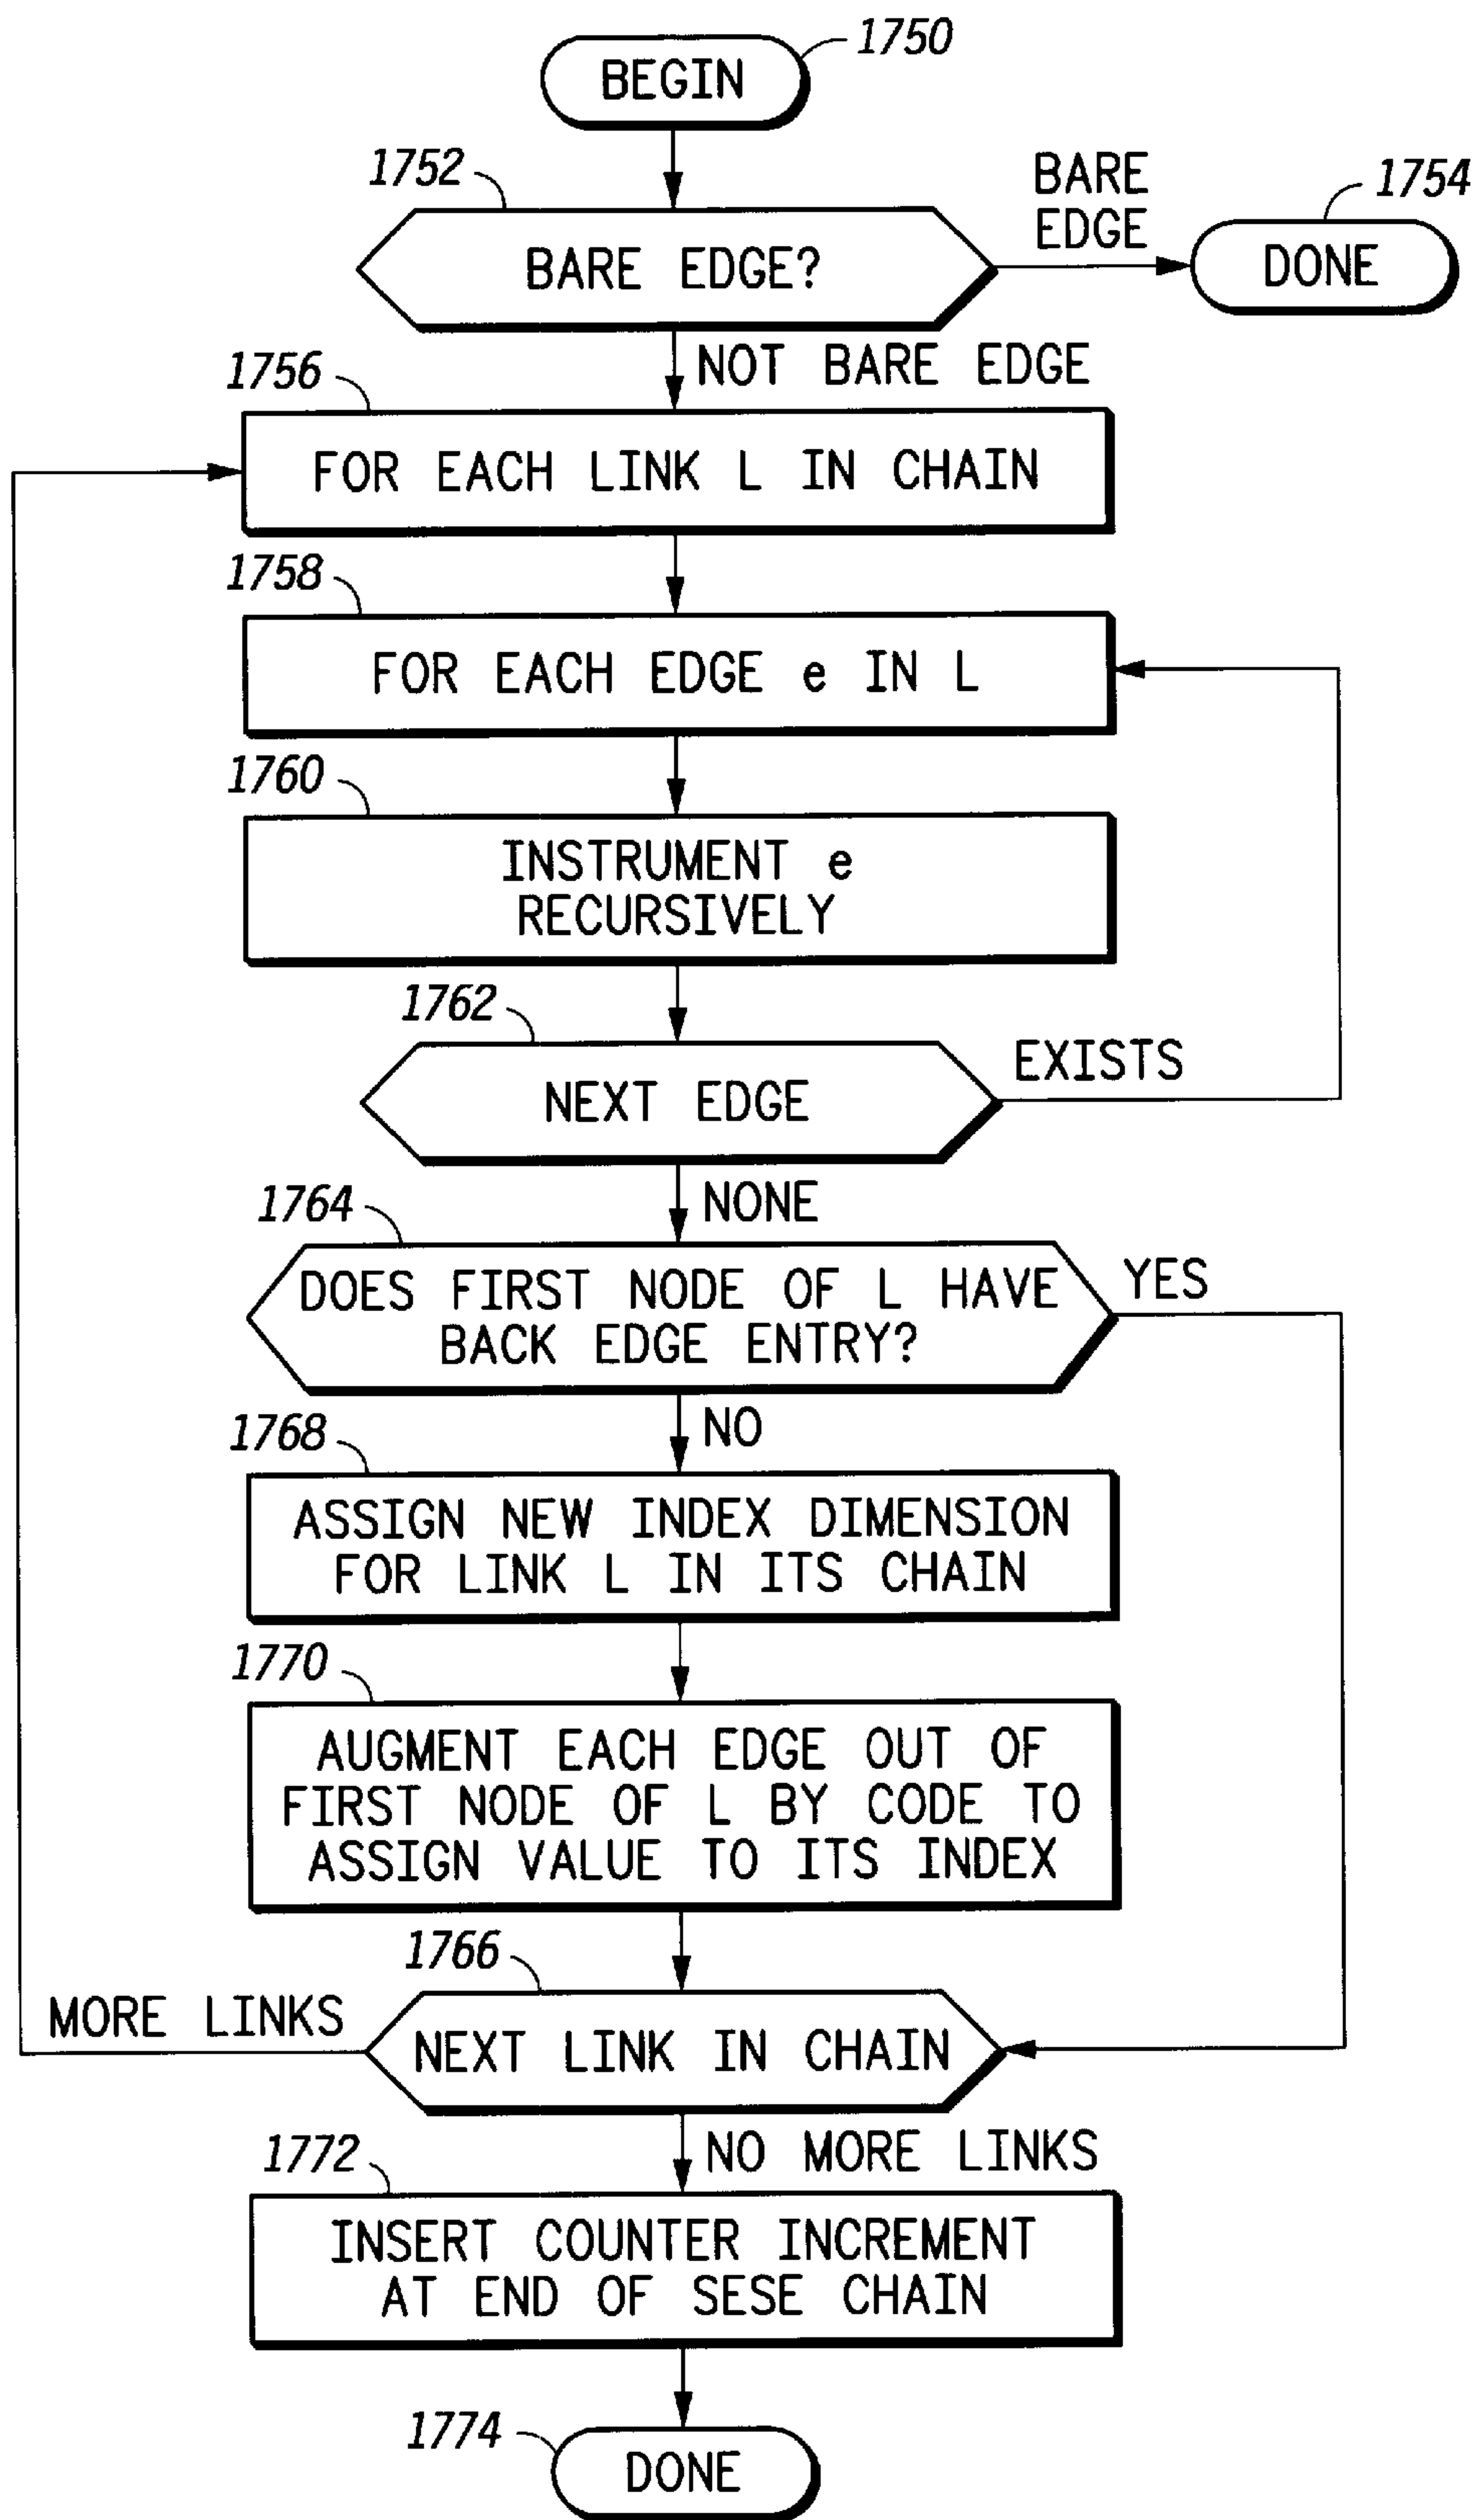 1750
BEGIN
1752
BARE
EDGE
1754
BARE EDGE?
DONE
NOT BARE EDGE
1756
FOR EACH LINK L IN CHAIN
1758
FOR EACH EDGE e IN L
1760
INSTRUMENT e
RECURSIVELY
1762
EXISTS
NEXT EDGE
NONE
1764
YES
DOES FIRST NODE OF L HAVE
BACK EDGE ENTRY?
NO
1768
ASSIGN NEW INDEX DIMENSION
FOR LINK L IN ITS CHAIN
1770
AUGMENT EACH EDGE OUT OF
FIRST NODE OF L BY CODE TO
ASSIGN VALUE TO ITS INDEX
1766
MORE LINKS
NEXT LINK IN CHAIN
NO MORE LINKS
1772
INSERT COUNTER INCREMENT
AT END OF SESE CHAIN
1774
DONE